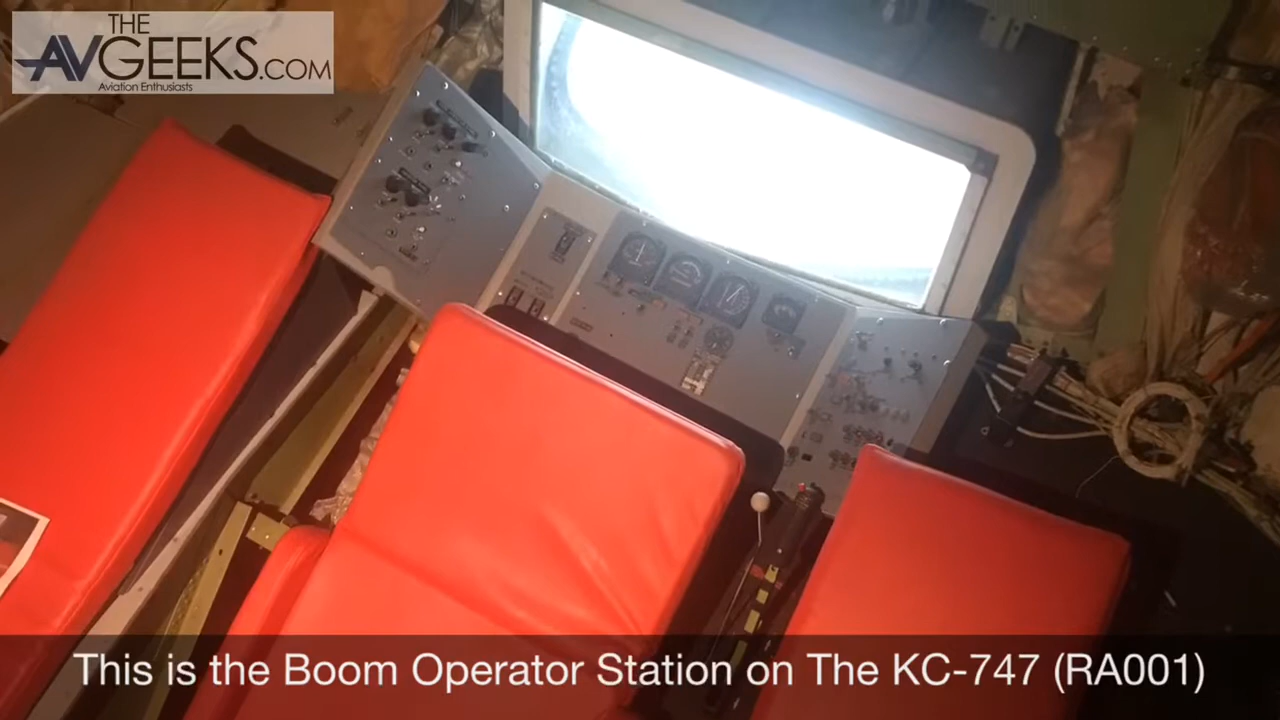 THE
AVGEEKS.COM
Aviation Enthusiasts
This is the Boom Operator Station on The KC-747 (RA001)